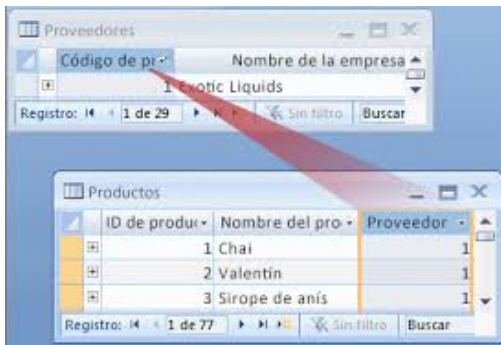 Proveedores
Código de pr Nombre de la empresa
1 Exotic Liquids
Registro: 1 de 29 Sin filtro Buscar
Productos
ID de produc Nombre del pro Proveedor
1 Chai 1
2 Valentín 1
3 Sirope de anís 1
Registro: 1 de 77 Sin filtro Buscar